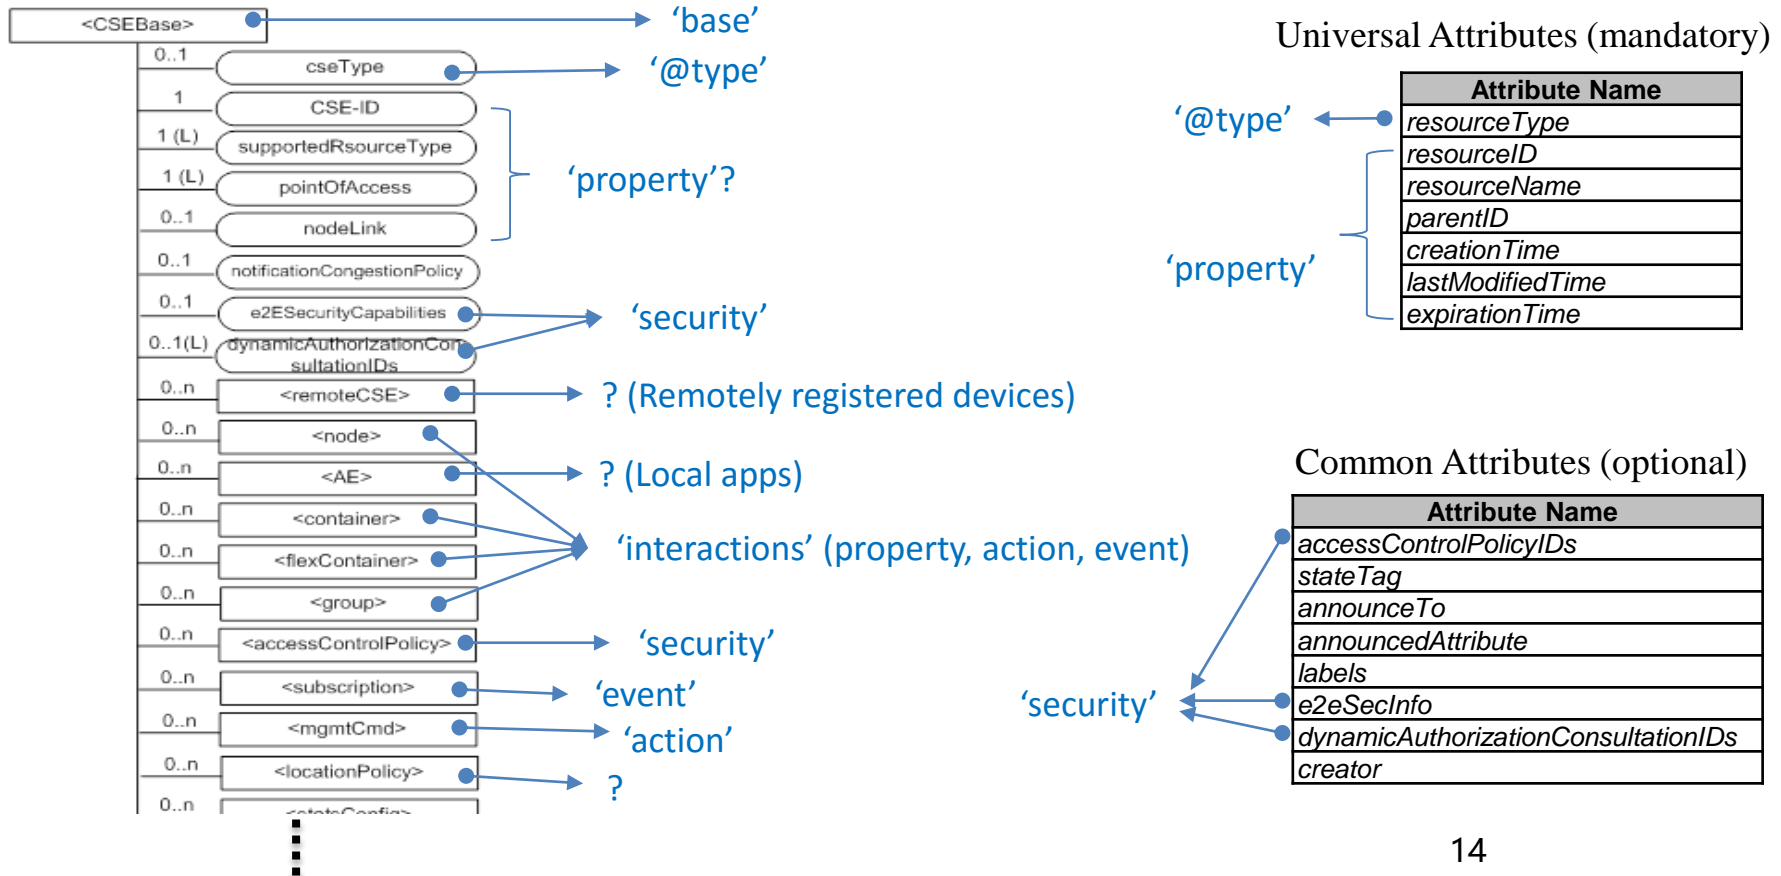 <CSEBase>
‘base’
0..1
cseType
‘@type’
1
CSE-ID
1 (L)
supportedRsourceType
1 (L)
pointOfAccess
‘property’?
0..1
nodeLink
0..1
notificationCongestionPolicy
0..1
e2ESecurityCapabilities
‘security’
0..1(L)
dynamicAuthorizationCon
sultationIDs
0..n
<remoteCSE>
? (Remotely registered devices)
0..n
<node>
0..n
<AE>
? (Local apps)
0..n
<container>
‘interactions’ (property, action, event)
0..n
<flexContainer>
0..n
<group>
0..n
<accessControlPolicy>
‘security’
0..n
<subscription>
‘event’
0..n
<mgmtCmd>
‘action’
0..n
<locationPolicy>
?
0..n
Universal Attributes (mandatory)
Attribute Name
‘@type’
resourceType
resourceID
resourceName
parentID
creationTime
‘property’
lastModifiedTime
expirationTime
Common Attributes (optional)
Attribute Name
accessControlPolicyIDs
stateTag
announceTo
announcedAttribute
labels
‘security’
e2eSecInfo
dynamicAuthorizationConsultationIDs
creator
14